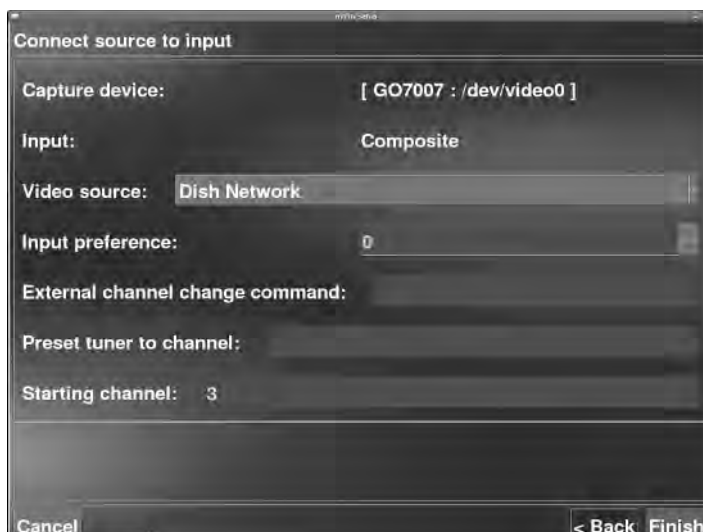 Connect source to input
Capture device: [ GO7007 : /dev/video0 ]
Input: Composite
Video source: Dish Network
Input preference: 0
External channel change command:
Preset tuner to channel:
Starting channel: 3
Cancel < Back Finish